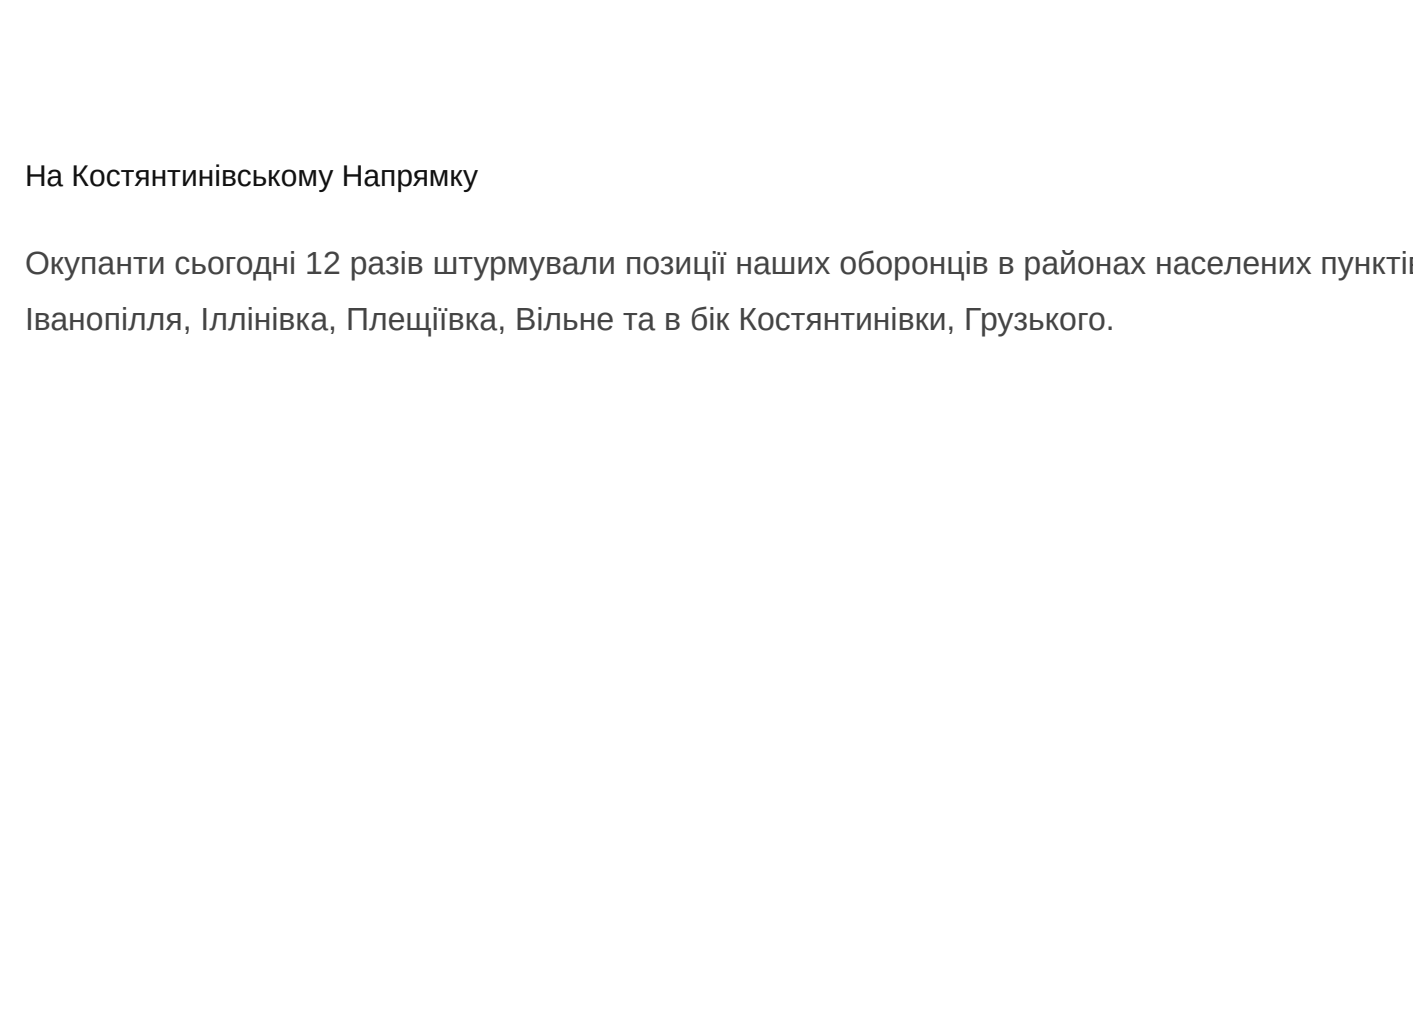 На Костянтинівському Напрямку
Окупанти сьогодні 12 разів штурмували позиції наших оборонців в районах населених пунктів
Іванопілля, Іллінівка, Плещіївка, Вільне та в бік Костянтинівки, Грузького.